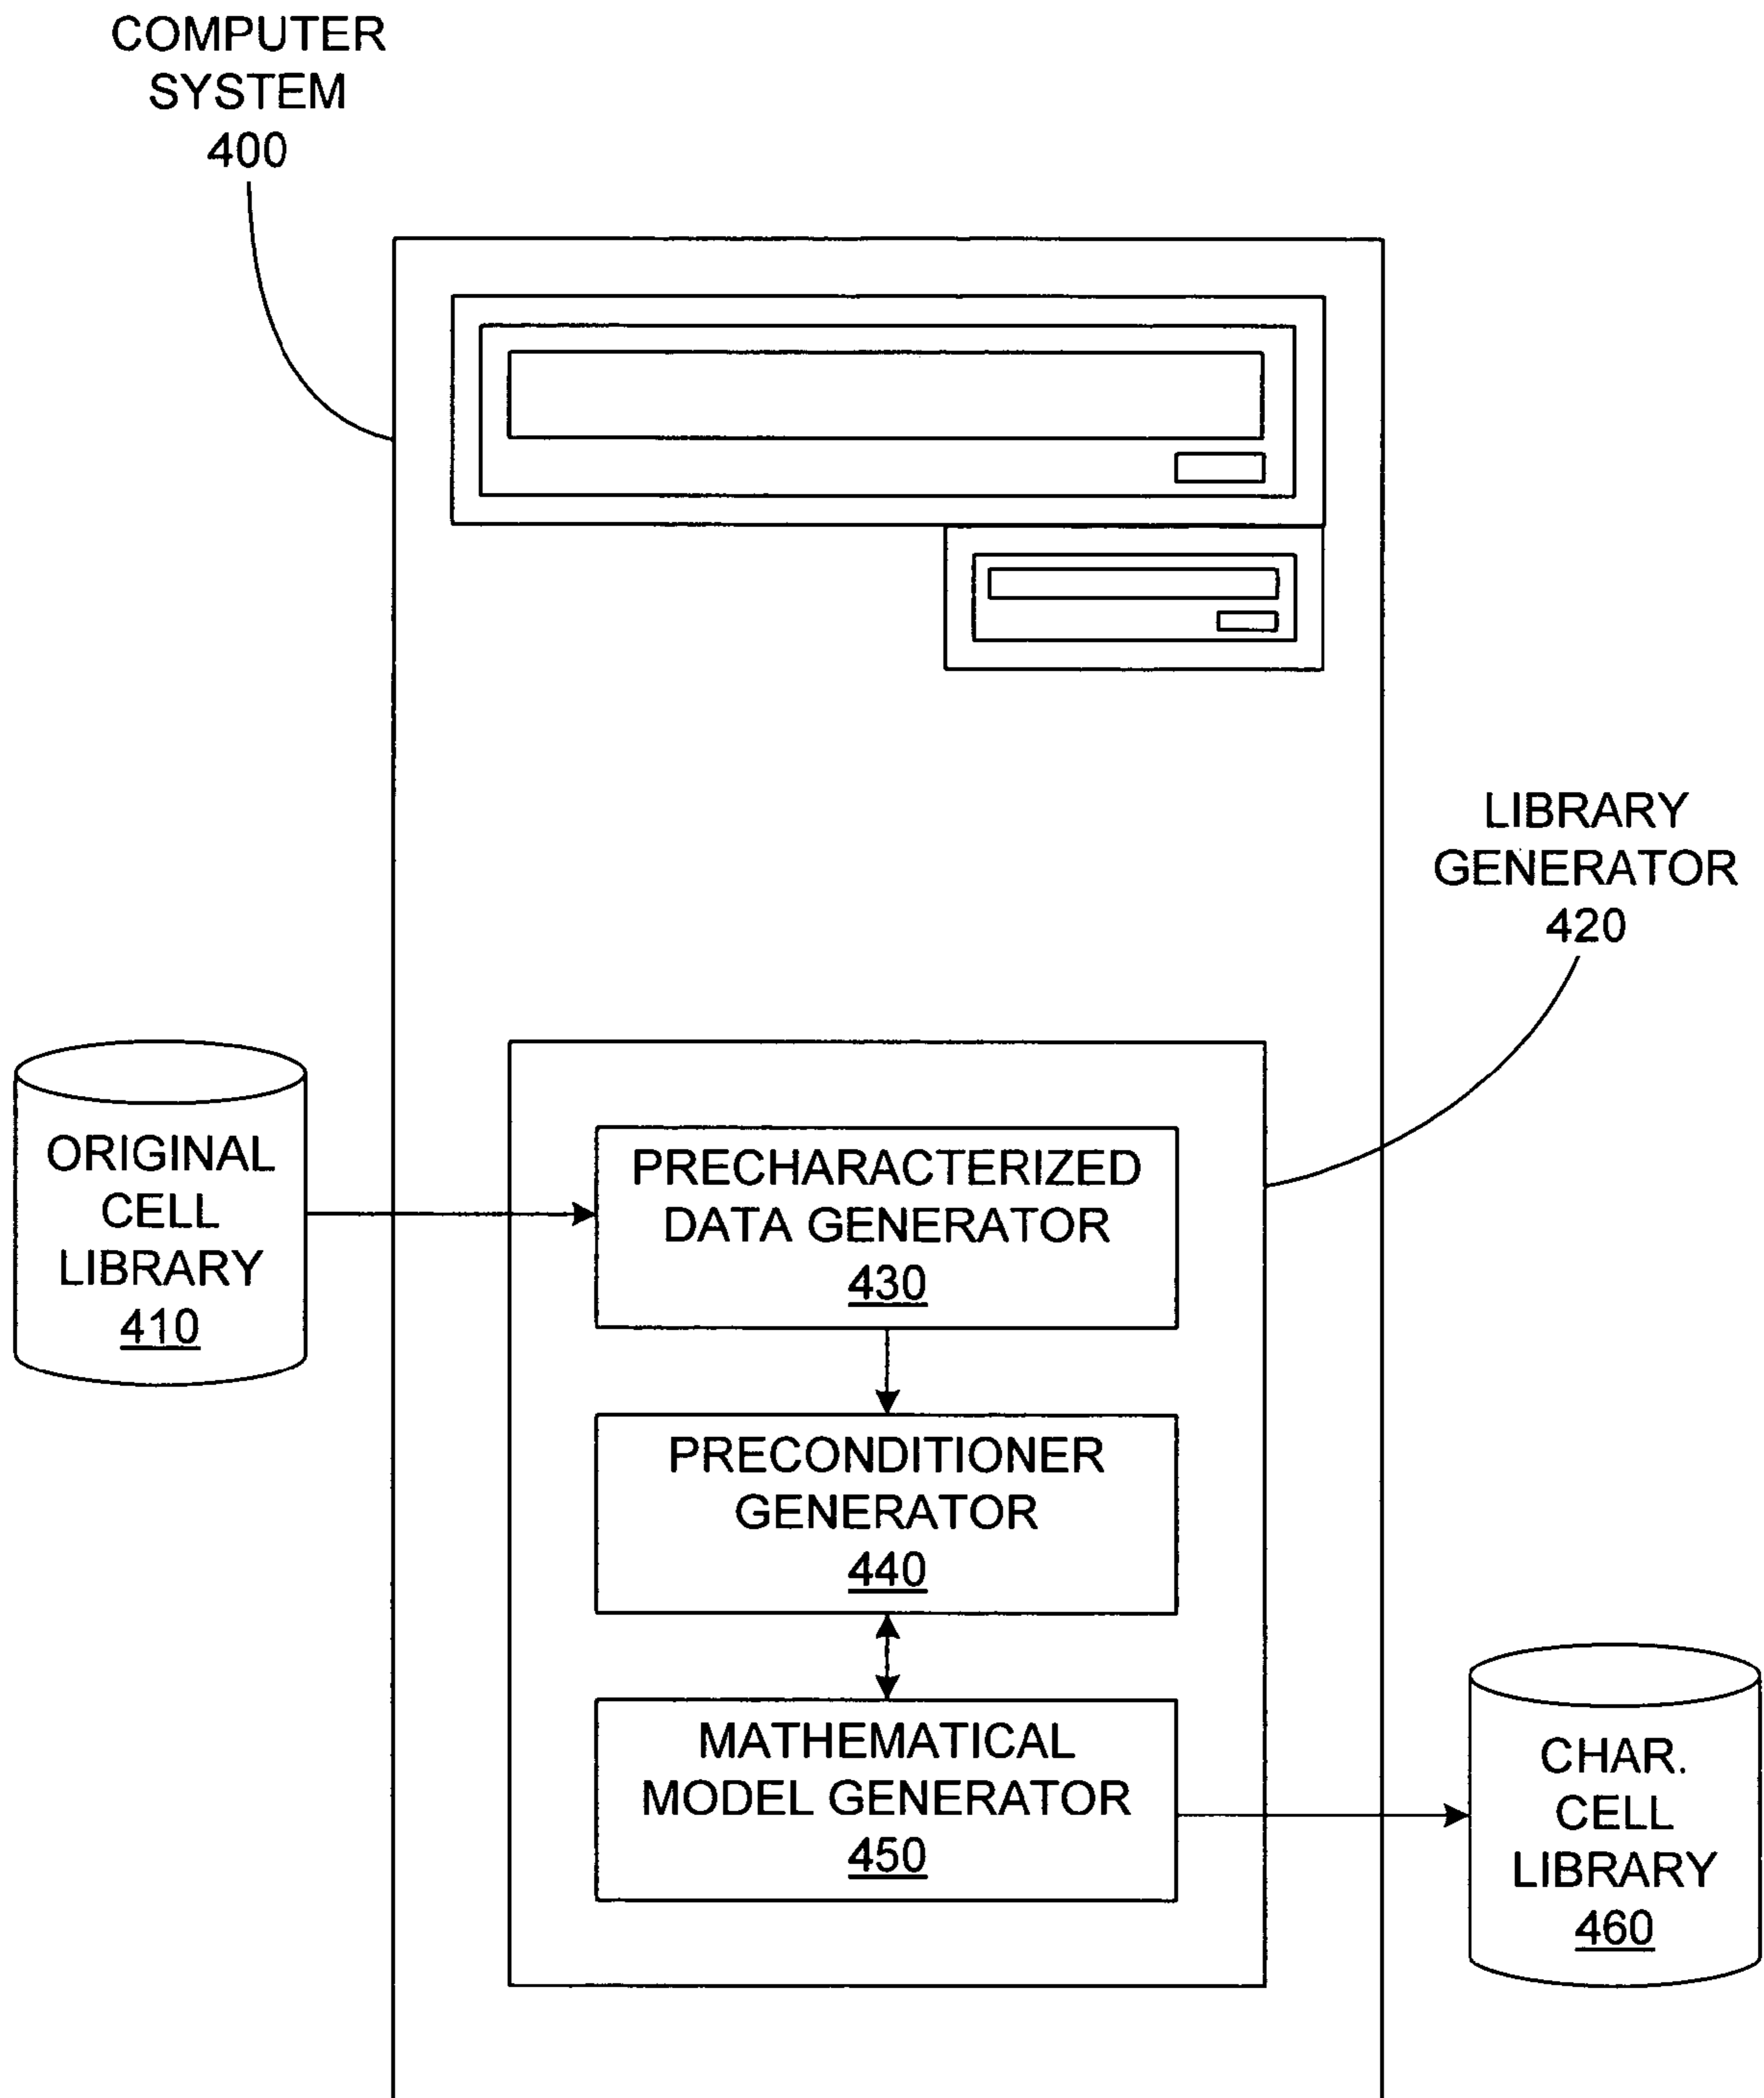 COMPUTER
SYSTEM
400
LIBRARY
GENERATOR
420
ORIGINAL
CELL
LIBRARY
410
PRECHARACTERIZED
DATA GENERATOR
430
PRECONDITIONER
GENERATOR
440
MATHEMATICAL
MODEL GENERATOR
450
CHAR.
CELL
LIBRARY
460